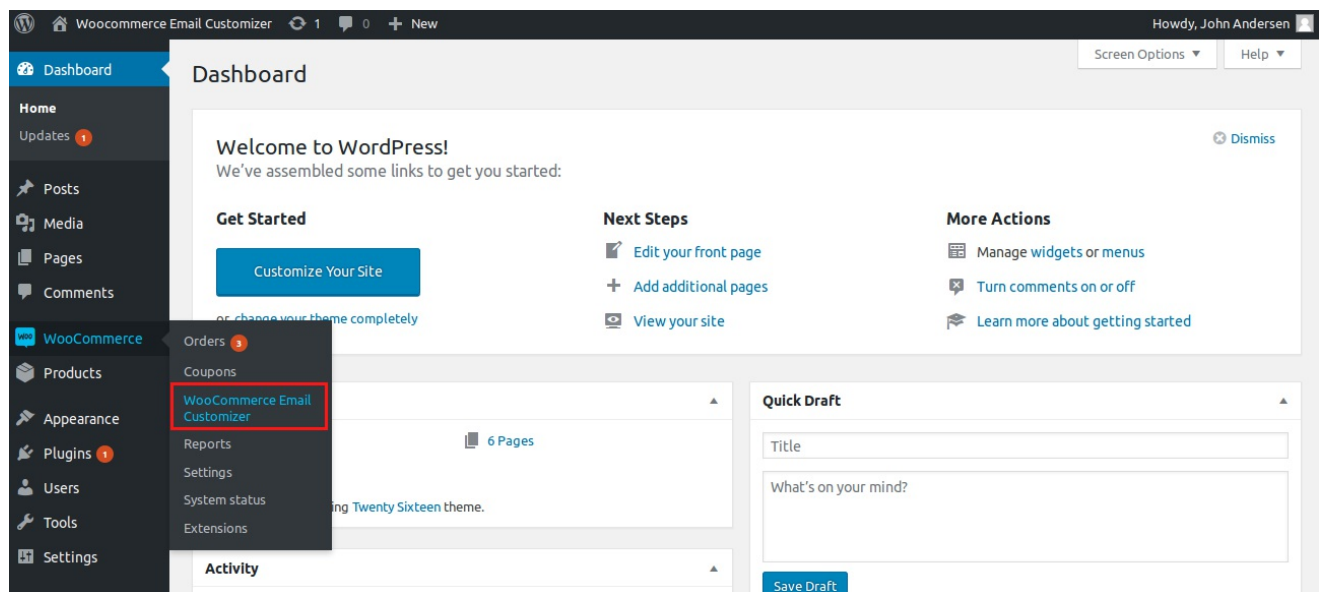 Woocommerce Email Customizer 1 0 New
Howdy, John Andersen
Dashboard
Home
Updates 1
Posts
Media
Pages
Comments
WOO WooCommerce
Products
Appearance
Plugins 1
Users
Tools
Settings
Orders 3
Coupons
WooCommerce Email
Customizer
Reports
Settings
System status
Extensions
Screen Options ▼
Help ▼
Dashboard
Welcome to WordPress!
We've assembled some links to get you started:
Dismiss
Get Started
Customize Your Site
or change your theme completely
Next Steps
Edit your front page
Add additional pages
View your site
More Actions
Manage widgets or menus
Turn comments on or off
Learn more about getting started
6 Pages
ing Twenty Sixteen theme.
Activity
Quick Draft
Title
What's on your mind?
Save Draft